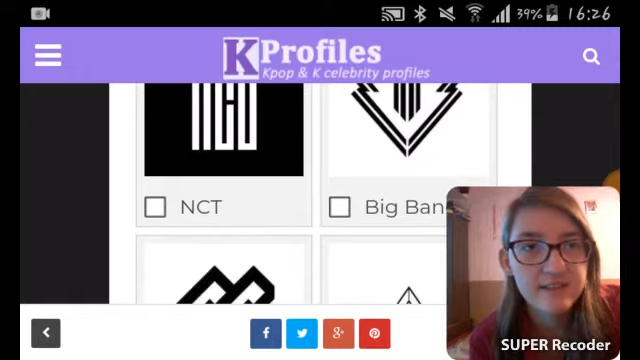 39% 16:26
KProfiles
Kpop & K celebrity profiles
NCT
Big Ban
SUPER Recoder